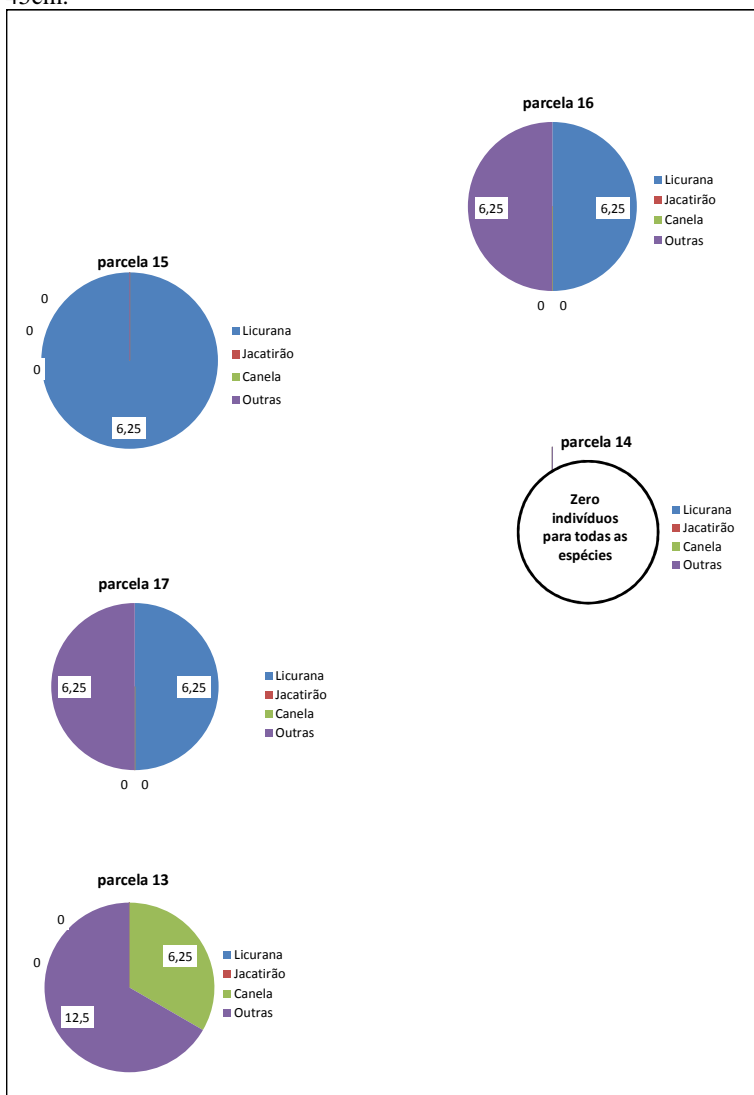 45cm.
parcela 16
6,25
6,25
0 0
Licurana
Jacatirão
Canela
Outras
parcela 15
0
0
0
6,25
Licurana
Jacatirão
Canela
Outras
parcela 14
Zero
indivíduos
para todas as
espécies
Licurana
Jacatirão
Canela
Outras
parcela 17
6,25
6,25
0 0
Licurana
Jacatirão
Canela
Outras
parcela 13
0
0
6,25
12,5
Licurana
Jacatirão
Canela
Outras